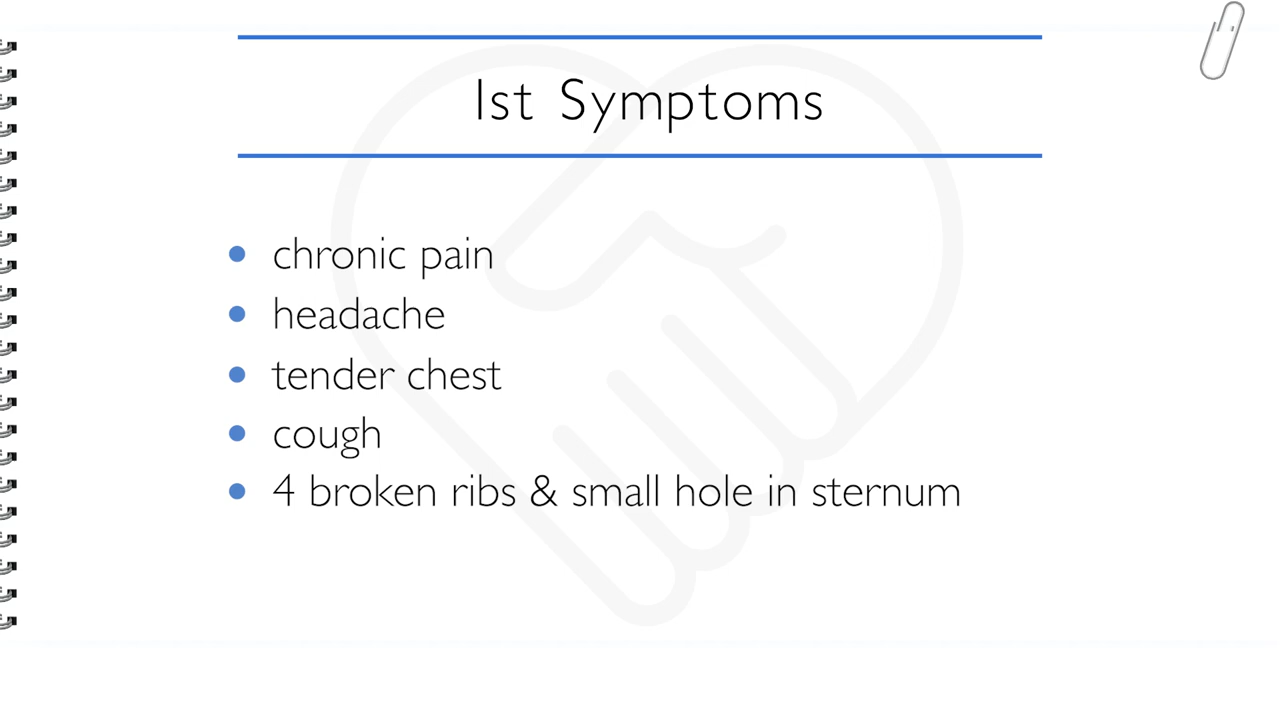 1st Symptoms
chronic pain
headache
tender chest
cough
4 broken ribs & small hole in sternum